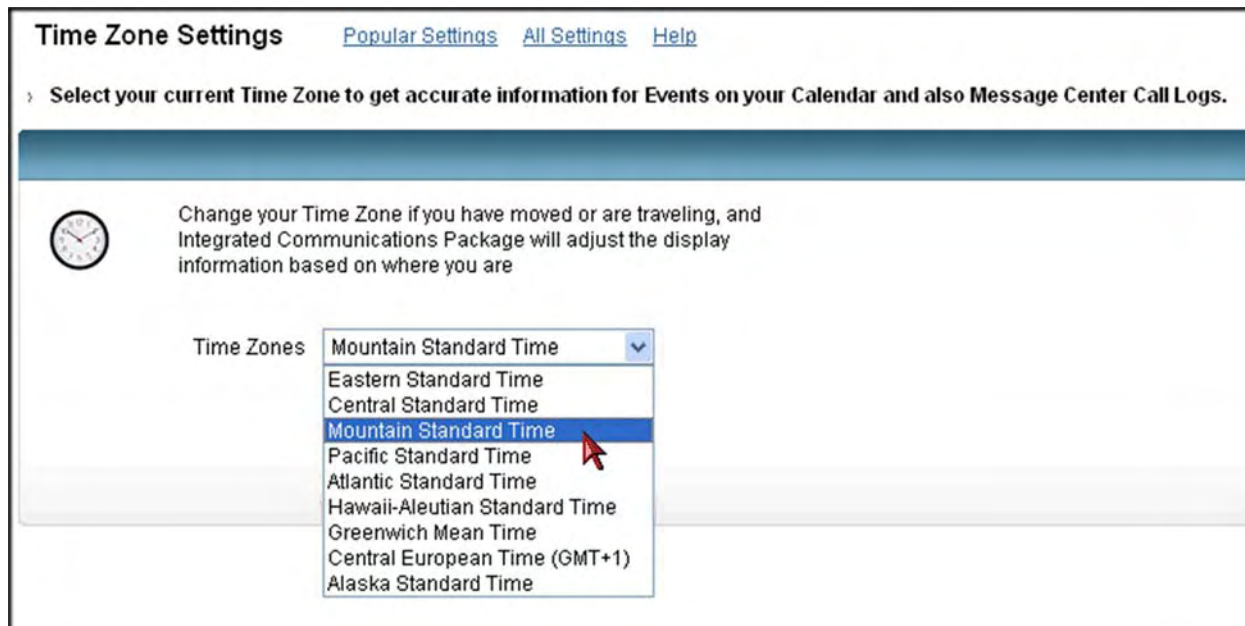 Time Zone Settings Popular Settings All Settings Help
› Select your current Time Zone to get accurate information for Events on your Calendar and also Message Center Call Logs.
Change your Time Zone if you have moved or are traveling, and
Integrated Communications Package will adjust the display
information based on where you are
Time Zones Mountain Standard Time
Eastern Standard Time
Central Standard Time
Mountain Standard Time
Pacific Standard Time
Atlantic Standard Time
Hawaii-Aleutian Standard Time
Greenwich Mean Time
Central European Time (GMT+1)
Alaska Standard Time